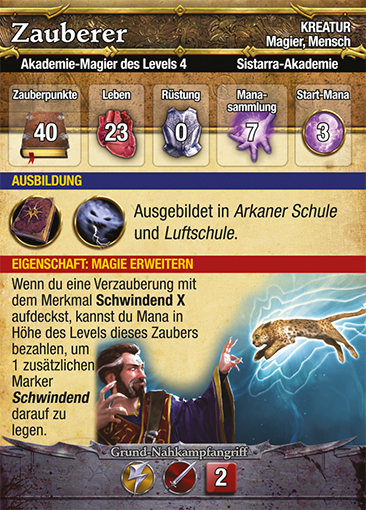 Zauberer
KREATUR
Magier, Mensch
Akademie-Magier des Levels 4
Sistarra-Akademie
Zauberpunkte
Leben
Rüstung
Mana-
sammlung
Start-Mana
40
23
0
7
3
AUSBILDUNG
Ausgebildet in Arkaner Schule
und Luftschule.
EIGENSCHAFT: MAGIE ERWEITERN
Wenn du eine Verzauberung mit
dem Merkmal Schwindend X
aufdeckst, kannst du Mana in
Höhe des Levels dieses Zaubers
bezahlen, um
1 zusätzlichen
Marker
Schwindend
darauf zu
legen.
Grund-Nahkampfangriff
2